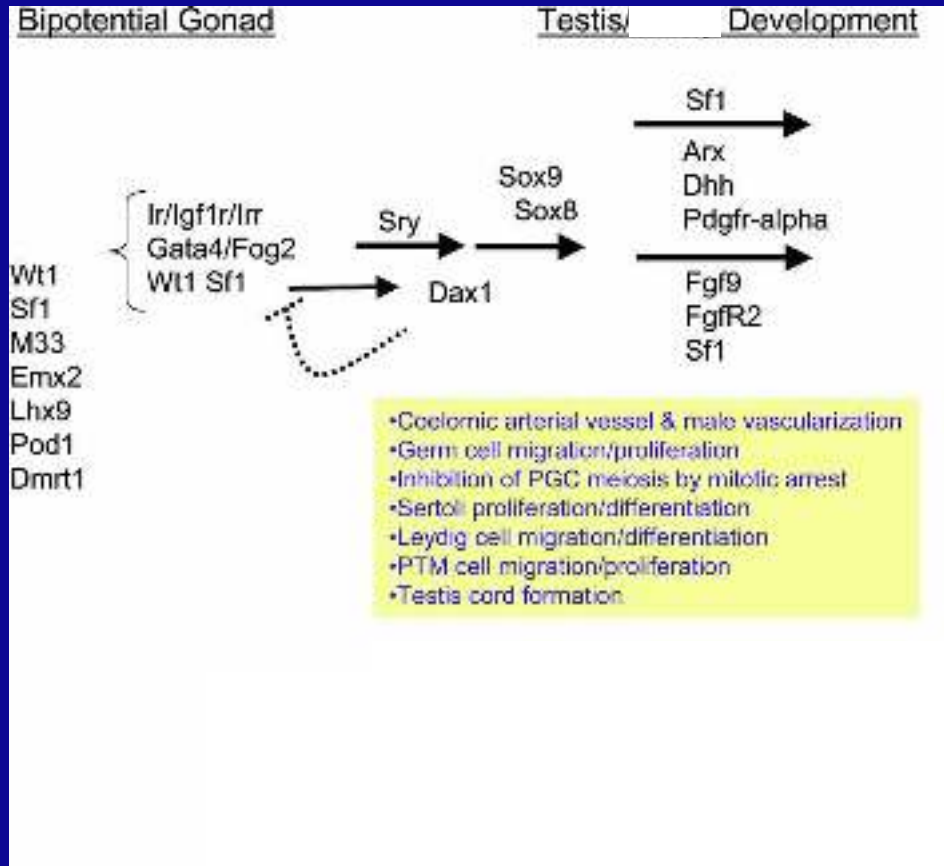 Bipotential Gonad
Testis/ Development
Wt1
Sf1
M33
Emx2
Lhx9
Pod1
Dmrt1
Ir/Igf1r/Irr
Gata4/Fog2
Wt1 Sf1
Sry
Dax1
Sox9
Sox8
Sf1
Arx
Dhh
Pdgfr-alpha
Fgf9
FgfR2
Sf1
•Coelomic arterial vessel & male vascularization
•Germ cell migration/proliferation
•Inhibition of PGC meiosis by mitotic arrest
•Sertoli proliferation/differentiation
•Leydig cell migration/differentiation
•PTM cell migration/proliferation
•Testis cord formation